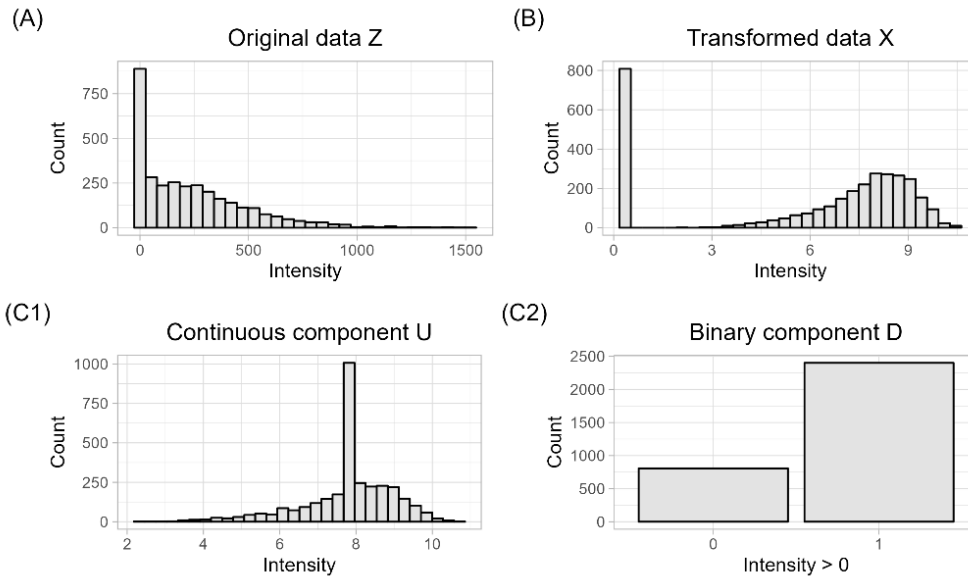 (A)
Original data Z
Count
750
500
250
0
0 500 1000 1500
Intensity
(B)
Transformed data X
Count
800
600
400
200
0
0 3 6 9
Intensity
(C1)
Continuous component U
Count
1000
750
500
250
0
2 4 6 8 10
Intensity
(C2)
Binary component D
Count
2500
2000
1500
1000
500
0
0 1
Intensity > 0